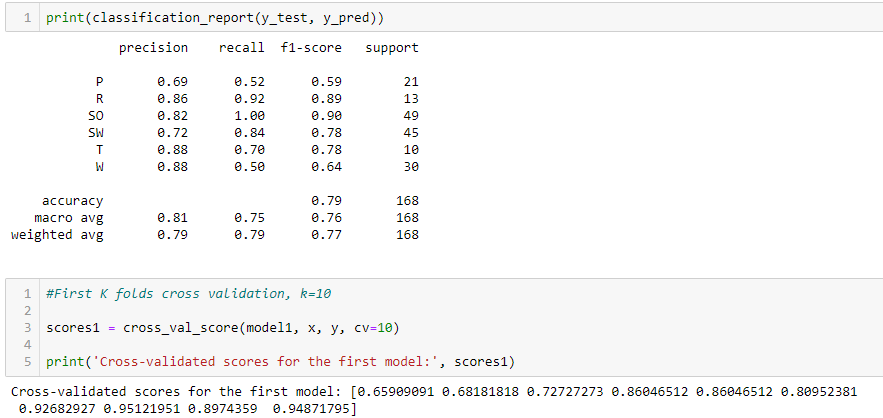 1 print(classification_report(y_test, y_pred))
precision recall f1-score support
P 0.69 0.52 0.59 21
R 0.86 0.92 0.89 13
SO 0.82 1.00 0.90 49
SW 0.72 0.84 0.78 45
T 0.88 0.70 0.78 10
W 0.88 0.50 0.64 30
accuracy 0.79 168
macro avg 0.81 0.75 0.76 168
weighted avg 0.79 0.79 0.77 168
1 #First K folds cross validation, k=10
2
3 scores1 = cross_val_score(model1, x, y, cv=10)
4
5 print('Cross-validated scores for the first model:', scores1)
Cross-validated scores for the first model: [0.65909091 0.68181818 0.72727273 0.86046512 0.86046512 0.80952381
0.92682927 0.95121951 0.8974359  0.94871795]